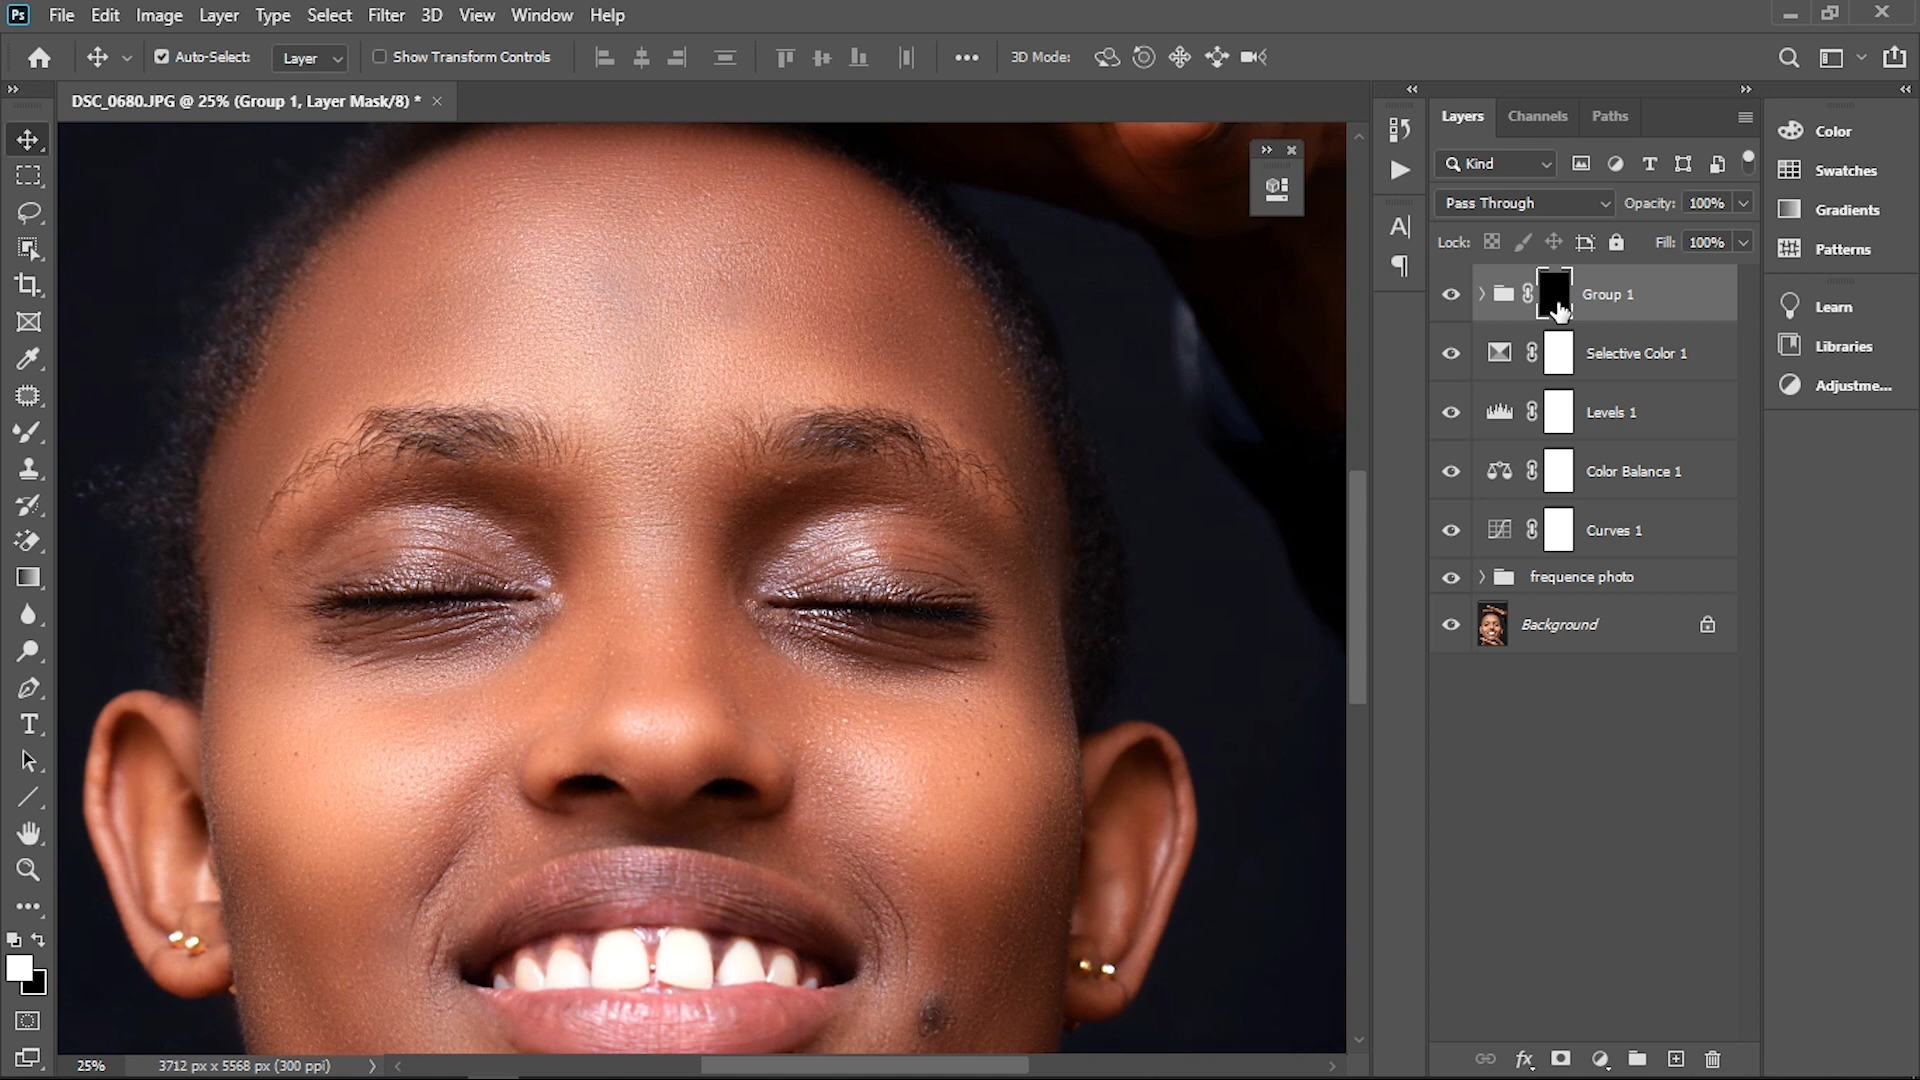 Ps File Edit Image Layer Type Select Filter 3D View Window Help
Auto-Select: Layer Show Transform Controls 3D Mode:
DSC_0680.JPG @ 25% (Group 1, Layer Mask/8) *
Layers Channels Paths
Kind
Pass Through Opacity: 100%
Lock: Fill: 100%
Group 1
Selective Color 1
Levels 1
Color Balance 1
Curves 1
frequence photo
Background
Color
Swatches
Gradients
Patterns
Learn
Libraries
Adjustme...
25% 3712 px x 5568 px (300 ppi)